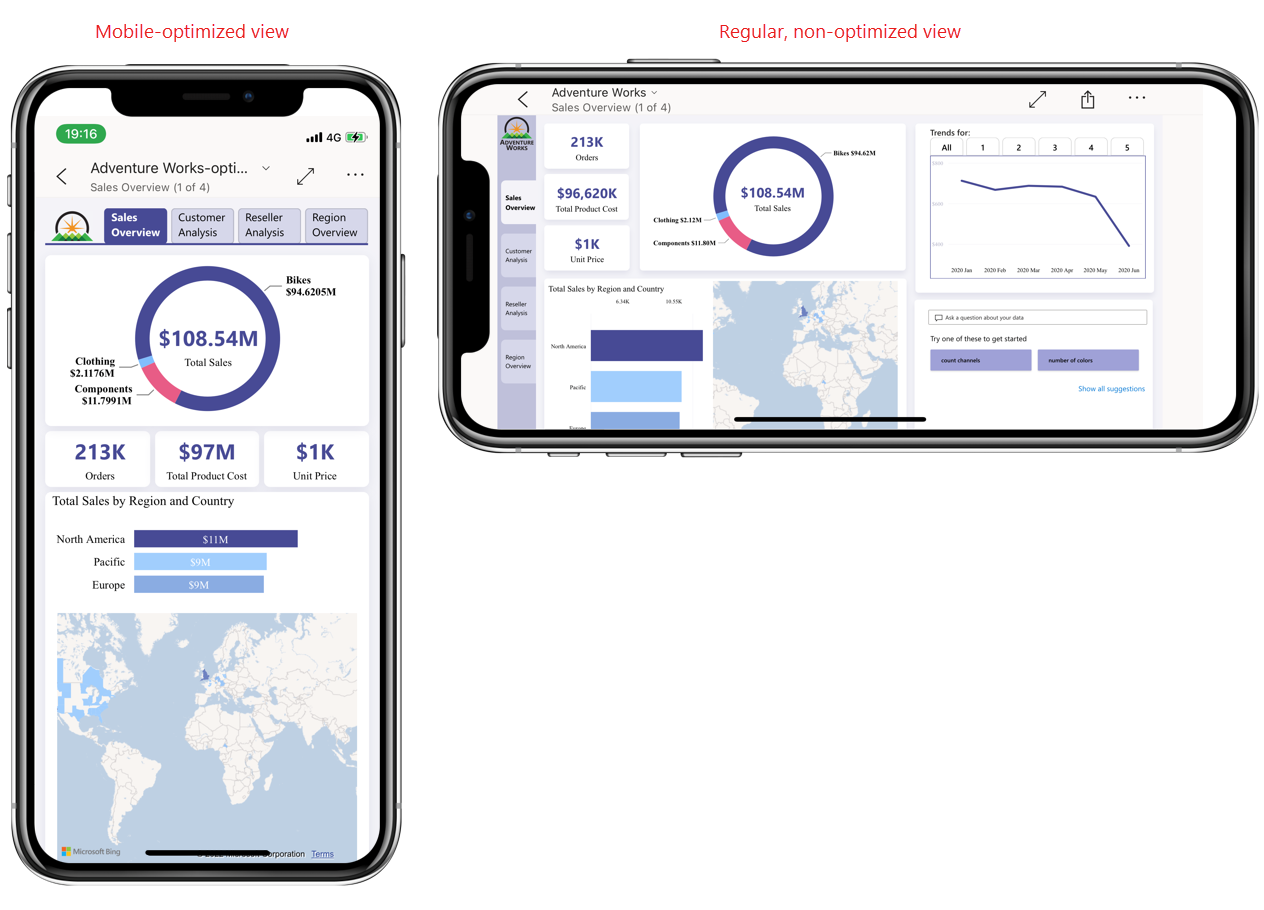 Mobile-optimized view
Regular, non-optimized view
19:16
4G
Adventure Works-opti...
Sales Overview (1 of 4)
Sales
Overview
Customer
Analysis
Reseller
Analysis
Region
Overview
Bikes
$94.6205M
$108.54M
Total Sales
Clothing
$2.1176M
Components
$11.7991M
213K
Orders
$97M
Total Product Cost
$1K
Unit Price
Total Sales by Region and Country
North America
$11M
Pacific
$9M
Europe
$9M
Microsoft Bing
Corporation
Terms
Adventure Works
Sales Overview (1 of 4)
ADVENTURE
WORKS
Sales
Overview
Customer
Analysis
Reseller
Analysis
Region
Overview
213K
Orders
$96,620K
Total Product Cost
$1K
Unit Price
Bikes $94.62M
$108.54M
Total Sales
Clothing $2.12M
Components $11.80M
Total Sales by Region and Country
6.34K 10.55K
North America
Pacific
Europe
Trends for:
All 1 2 3 4 5
$600
$400
2020 Jan 2020 Feb 2020 Mar 2020 Apr 2020 May 2020 Jun
Ask a question about your data
Try one of these to get started
count channels
number of colors
Show all suggestions